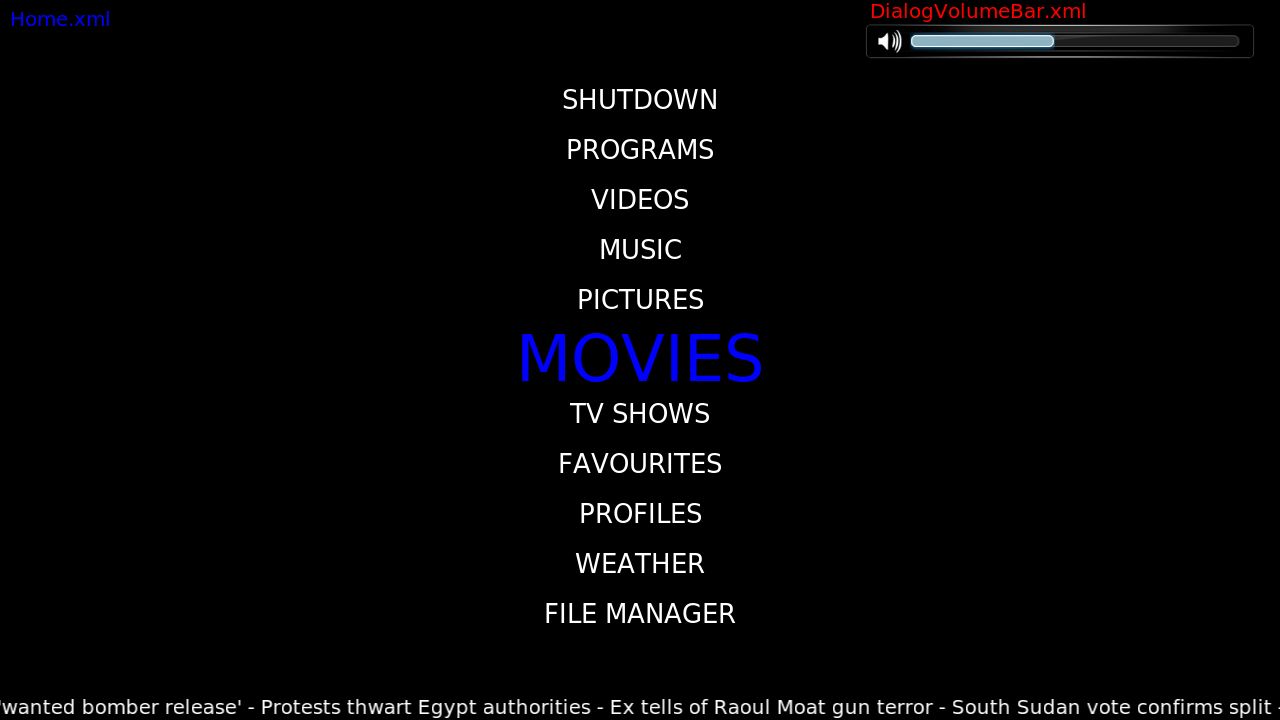 Home.xml
DialogVolumeBar.xml
SHUTDOWN
PROGRAMS
VIDEOS
MUSIC
PICTURES
MOVIES
TV SHOWS
FAVOURITES
PROFILES
WEATHER
FILE MANAGER
'wanted bomber release' - Protests thwart Egypt authorities - Ex tells of Raoul Moat gun terror - South Sudan vote confirms split -